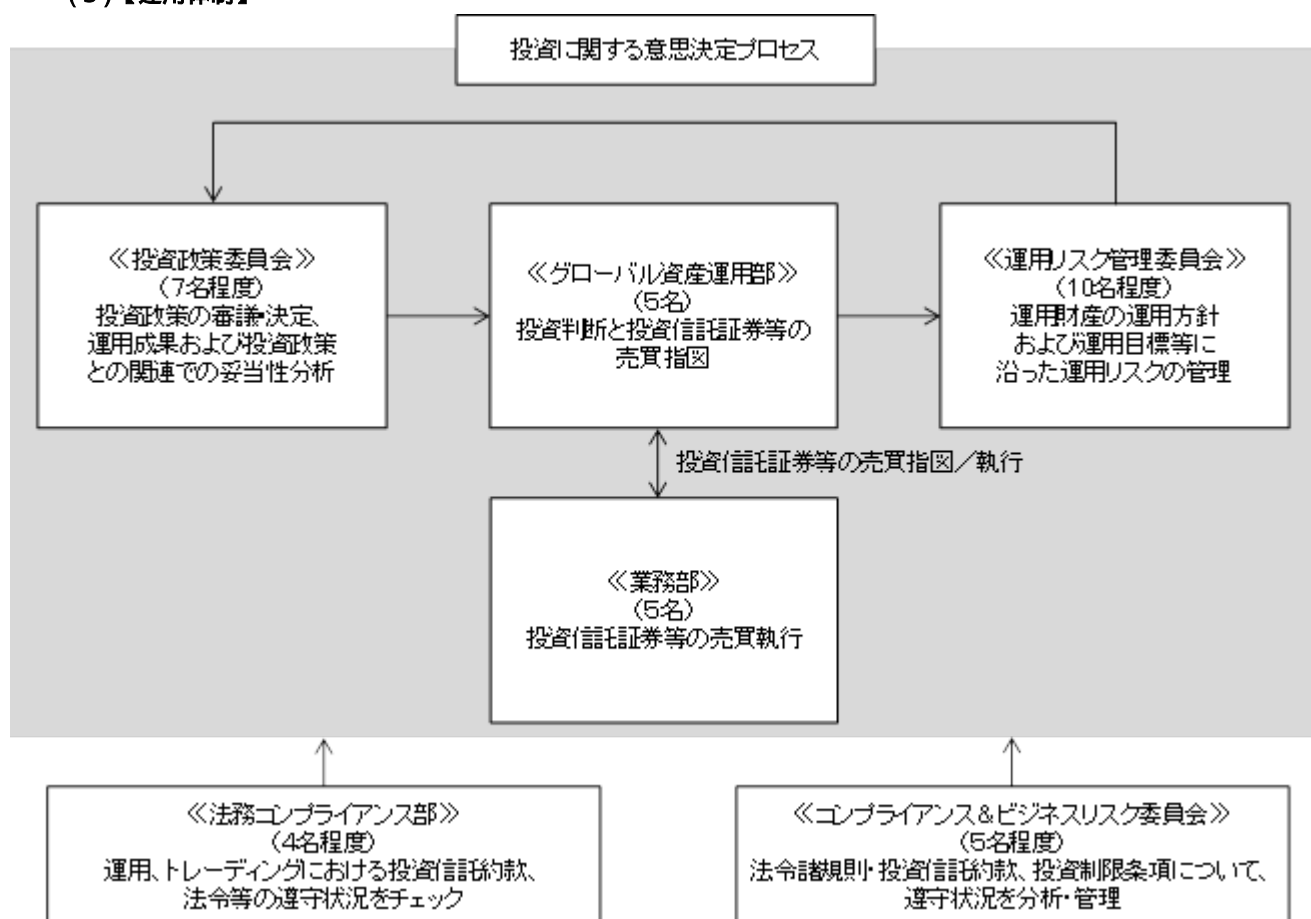 (3)【運用体制】
投資に関する意思決定プロセス
≪投資政策委員会≫
(7名程度)
投資政策の審議・決定、
運用成果および投資政策
との関連での妥当性分析
≪グローバル資産運用部≫
(5名)
投資判断と投資信託証券等の
売買指図
≪運用リスク管理委員会≫
(10名程度)
運用財産の運用方針
および運用目標等に
沿った運用リスクの管理
投資信託証券等の売買指図／執行
≪業務部≫
(5名)
投資信託証券等の売買執行
≪法務コンプライアンス部≫
(4名程度)
運用、トレーディングにおける投資信託約款、
法令等の遵守状況をチェック
≪コンプライアンス＆ビジネスリスク委員会≫
(5名程度)
法令諸規則・投資信託約款、投資制限条項について、
遵守状況を分析・管理